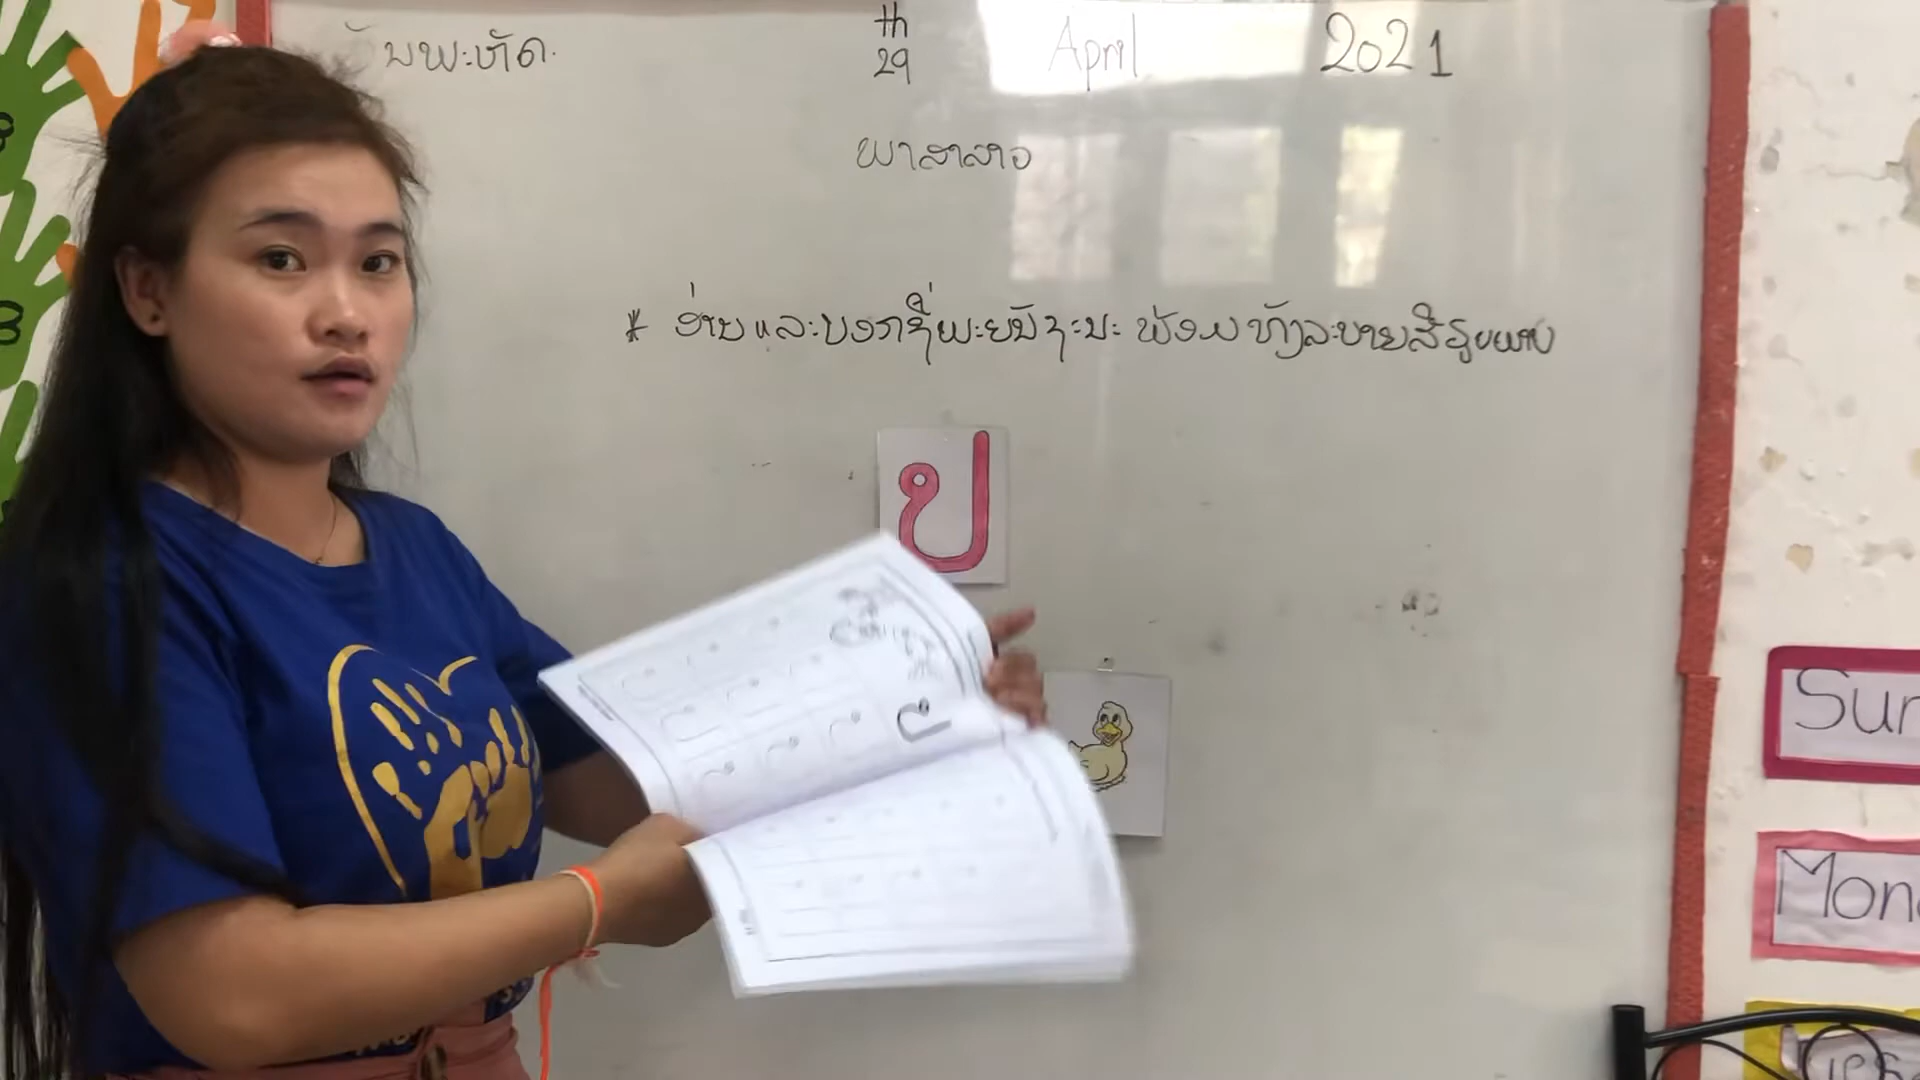 ວັນພະຫັດ. 29th April 2021
ພາສາລາວ
* ອ່ານແລະບອກຊື່ພະຍັນຊະນະ ພ້ອມທັງລະບາຍສີຮູບພາບ
ປ
ປ
Sun
Mon